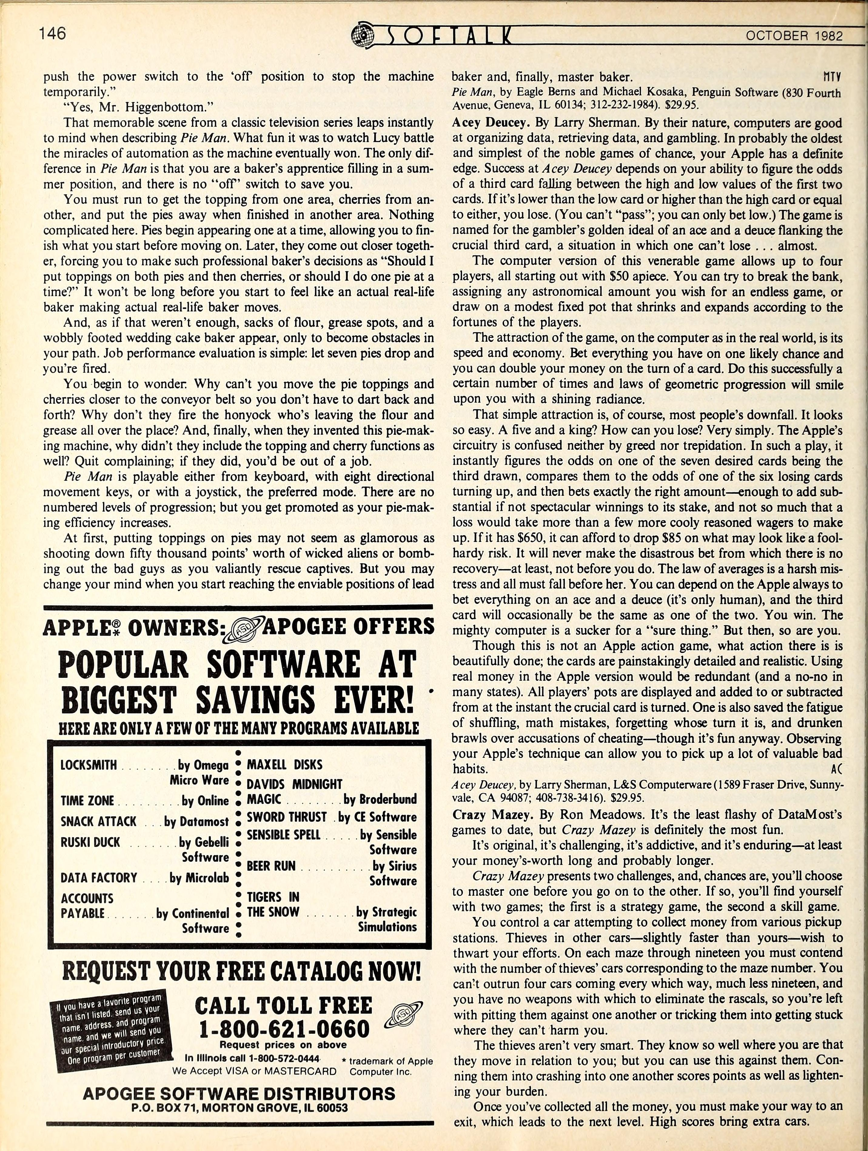 146
SOFTALK
OCTOBER 1982
push the power switch to the 'off' position to stop the machine
temporarily."
"Yes, Mr. Higgenbottom."
That memorable scene from a classic television series leaps instantly
to mind when describing Pie Man. What fun it was to watch Lucy battle
the miracles of automation as the machine eventually won. The only dif-
ference in Pie Man is that you are a baker's apprentice filling in a sum-
mer position, and there is no "off" switch to save you.
You must run to get the topping from one area, cherries from an-
other, and put the pies away when finished in another area. Nothing
complicated here. Pies begin appearing one at a time, allowing you to fin-
ish what you start before moving on. Later, they come out closer togeth-
er, forcing you to make such professional baker's decisions as "Should I
put toppings on both pies and then cherries, or should I do one pie at a
time?" It won't be long before you start to feel like an actual real-life
baker making actual real-life baker moves.
And, as if that weren't enough, sacks of flour, grease spots, and a
wobbly footed wedding cake baker appear, only to become obstacles in
your path. Job performance evaluation is simple: let seven pies drop and
you're fired.
You begin to wonder: Why can't you move the pie toppings and
cherries closer to the conveyor belt so you don't have to dart back and
forth? Why don't they fire the honyock who's leaving the flour and
grease all over the place? And, finally, when they invented this pie-mak-
ing machine, why didn't they include the topping and cherry functions as
well? Quit complaining; if they did, you'd be out of a job.
Pie Man is playable either from keyboard, with eight directional
movement keys, or with a joystick, the preferred mode. There are no
numbered levels of progression; but you get promoted as your pie-mak-
ing efficiency increases.
At first, putting toppings on pies may not seem as glamorous as
shooting down fifty thousand points' worth of wicked aliens or bomb-
ing out the bad guys as you valiantly rescue captives. But you may
change your mind when you start reaching the enviable positions of lead
APPLE®* OWNERS: ASD APOGEE OFFERS
POPULAR SOFTWARE AT
BIGGEST SAVINGS EVER!
HERE ARE ONLY A FEW OF THE MANY PROGRAMS AVAILABLE
LOCKSMITH ........ by Omega
Micro Ware
TIME ZONE ......... by Online
SNACK ATTACK ... by Datamost
RUSKI DUCK ........ by Gebelli
Software
DATA FACTORY .... by Microlab
ACCOUNTS
PAYABLE ....... by Continental
Software
MAXELL DISKS
DAVIDS MIDNIGHT
MAGIC ........ by Broderbund
SWORD THRUST . by CE Software
SENSIBLE SPELL ..... by Sensible
Software
BEER RUN .......... by Sirius
Software
TIGERS IN
THE SNOW ....... by Strategic
Simulations
REQUEST YOUR FREE CATALOG NOW!
If you have a favorite program
that isn't listed, send us your
name, address, and program
name, and we will send you
our special introductory price
One program per customer
CALL TOLL FREE
1-800-621-0660
Request prices on above
In Illinois call 1-800-572-0444
We Accept VISA or MASTERCARD
* trademark of Apple
Computer Inc.
APOGEE SOFTWARE DISTRIBUTORS
P.O. BOX 71, MORTON GROVE, IL 60053
baker and, finally, master baker. MTV
Pie Man, by Eagle Berns and Michael Kosaka, Penguin Software (830 Fourth
Avenue, Geneva, IL 60134; 312-232-1984). $29.95.
Acey Deucey. By Larry Sherman. By their nature, computers are good
at organizing data, retrieving data, and gambling. In probably the oldest
and simplest of the noble games of chance, your Apple has a definite
edge. Success at Acey Deucey depends on your ability to figure the odds
of a third card falling between the high and low values of the first two
cards. If it's lower than the low card or higher than the high card or equal
to either, you lose. (You can't "pass"; you can only bet low.) The game is
named for the gambler's golden ideal of an ace and a deuce flanking the
crucial third card, a situation in which one can't lose . . . almost.
The computer version of this venerable game allows up to four
players, all starting out with $50 apiece. You can try to break the bank,
assigning any astronomical amount you wish for an endless game, or
draw on a modest fixed pot that shrinks and expands according to the
fortunes of the players.
The attraction of the game, on the computer as in the real world, is its
speed and economy. Bet everything you have on one likely chance and
you can double your money on the turn of a card. Do this successfully a
certain number of times and laws of geometric progression will smile
upon you with a shining radiance.
That simple attraction is, of course, most people's downfall. It looks
so easy. A five and a king? How can you lose? Very simply. The Apple's
circuitry is confused neither by greed nor trepidation. In such a play, it
instantly figures the odds on one of the seven desired cards being the
third drawn, compares them to the odds of one of the six losing cards
turning up, and then bets exactly the right amount—enough to add sub-
stantial if not spectacular winnings to its stake, and not so much that a
loss would take more than a few more cooly reasoned wagers to make
up. If it has $650, it can afford to drop $85 on what may look like a fool-
hardy risk. It will never make the disastrous bet from which there is no
recovery—at least, not before you do. The law of averages is a harsh mis-
tress and all must fall before her. You can depend on the Apple always to
bet everything on an ace and a deuce (it's only human), and the third
card will occasionally be the same as one of the two. You win. The
mighty computer is a sucker for a "sure thing." But then, so are you.
Though this is not an Apple action game, what action there is is
beautifully done; the cards are painstakingly detailed and realistic. Using
real money in the Apple version would be redundant (and a no-no in
many states). All players' pots are displayed and added to or subtracted
from at the instant the crucial card is turned. One is also saved the fatigue
of shuffling, math mistakes, forgetting whose turn it is, and drunken
brawls over accusations of cheating—though it's fun anyway. Observing
your Apple's technique can allow you to pick up a lot of valuable bad
habits. AC
Acey Deucey, by Larry Sherman, L&S Computerware (1589 Fraser Drive, Sunny-
vale, CA 94087; 408-738-3416). $29.95.
Crazy Mazey. By Ron Meadows. It's the least flashy of DataMost's
games to date, but Crazy Mazey is definitely the most fun.
It's original, it's challenging, it's addictive, and it's enduring—at least
your money's-worth long and probably longer.
Crazy Mazey presents two challenges, and, chances are, you'll choose
to master one before you go on to the other. If so, you'll find yourself
with two games; the first is a strategy game, the second a skill game.
You control a car attempting to collect money from various pickup
stations. Thieves in other cars—slightly faster than yours—wish to
thwart your efforts. On each maze through nineteen you must contend
with the number of thieves' cars corresponding to the maze number. You
can't outrun four cars coming every which way, much less nineteen, and
you have no weapons with which to eliminate the rascals, so you're left
with pitting them against one another or tricking them into getting stuck
where they can't harm you.
The thieves aren't very smart. They know so well where you are that
they move in relation to you; but you can use this against them. Con-
ning them into crashing into one another scores points as well as lighten-
ing your burden.
Once you've collected all the money, you must make your way to an
exit, which leads to the next level. High scores bring extra cars.